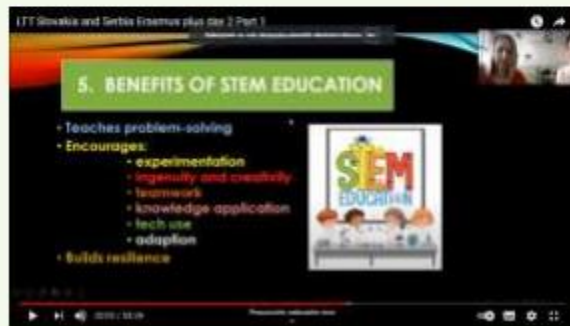 LTT Slovakia and Serbia Erasmus plus day 2 Part 1
5. BENEFITS OF STEM EDUCATION
• Teaches problem-solving
• Encourages:
• experimentation
• ingenuity and creativity
• teamwork
• knowledge application
• tech use
• adaption
• Builds resilience
STEM
EDUCATION